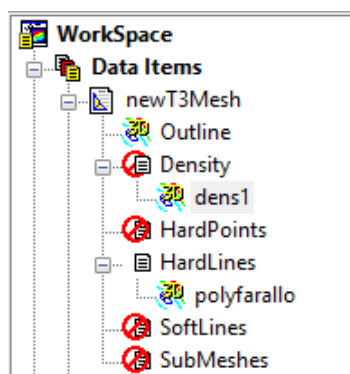 WorkSpace
Data Items
newT3Mesh
Outline
Density
dens1
HardPoints
HardLines
polyfarallo
SoftLines
SubMeshes